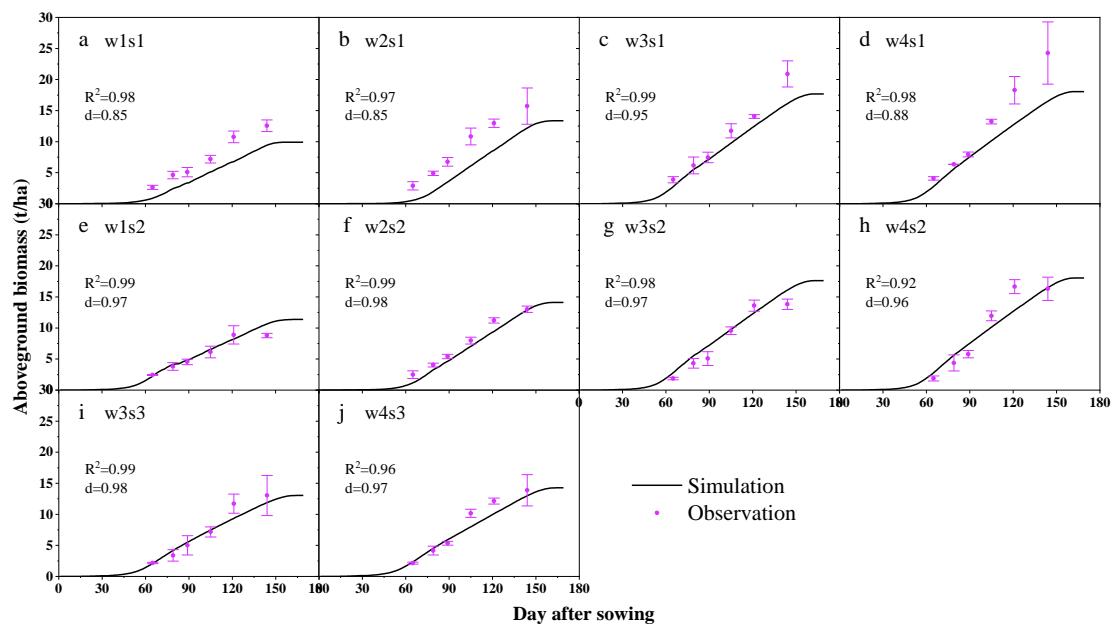 30
25
20
15
10
5
a w1s1
R²=0.98
d=0.85
b w2s1
R²=0.97
d=0.85
c w3s1
R²=0.99
d=0.95
d w4s1
R²=0.98
d=0.88
30
25
20
15
10
5
e w1s2
R²=0.99
d=0.97
f w2s2
R²=0.99
d=0.98
g w3s2
R²=0.98
d=0.97
h w4s2
R²=0.92
d=0.96
0 30 60 90 120 150 180
0 30 60 90 120 150 180
30
25
20
15
10
5
0
i w3s3
R²=0.99
d=0.98
j w4s3
R²=0.96
d=0.97
Simulation
Observation
0 30 60 90 120 150 180
0 30 60 90 120 150 180
Aboveground biomass (t/ha)
Day after sowing